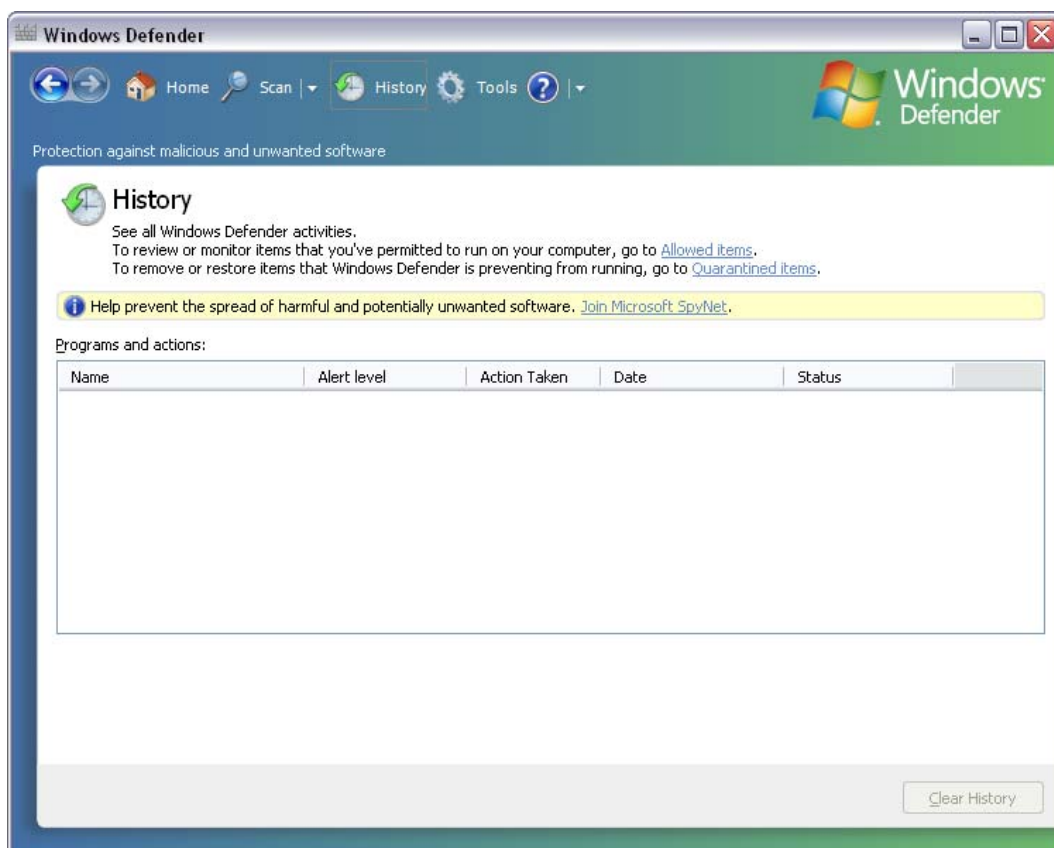 Windows Defender
Home Scan History Tools ?
Windows
Defender
Protection against malicious and unwanted software
History
See all Windows Defender activities.
To review or monitor items that you've permitted to run on your computer, go to Allowed items.
To remove or restore items that Windows Defender is preventing from running, go to Quarantined items.
Help prevent the spread of harmful and potentially unwanted software. Join Microsoft SpyNet.
Programs and actions:
Name Alert level Action Taken Date Status
Clear History